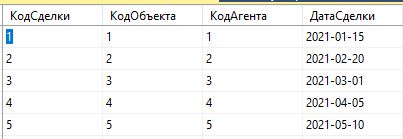 КодСделки КодОбъекта КодАгента ДатаСделки
1 1 1 2021-01-15
2 2 2 2021-02-20
3 3 3 2021-03-01
4 4 4 2021-04-05
5 5 5 2021-05-10